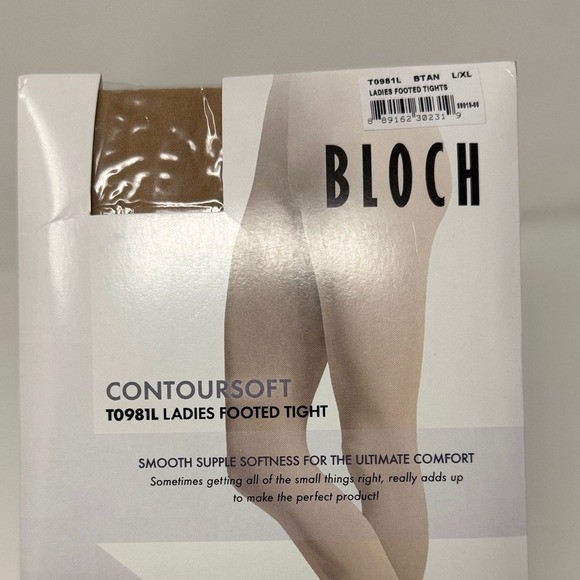 T0981L BTAN L/XL
LADIES FOOTED TIGHTS
8 89162 30231 9
BLOCH
CONTOURSOFT
T0981L LADIES FOOTED TIGHT
SMOOTH SUPPLE SOFTNESS FOR THE ULTIMATE COMFORT
Sometimes getting all of the small things right, really adds up
to make the perfect product!